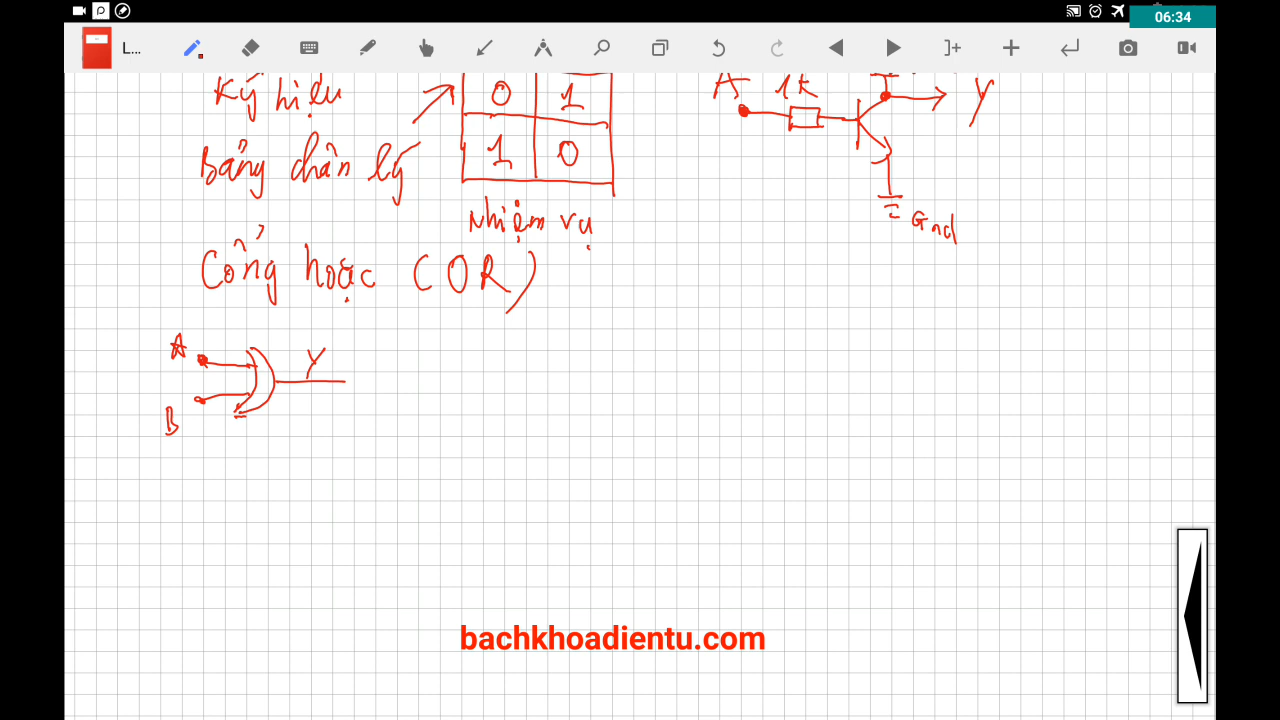 06:34
L...
Ký hiệu
0 1
A 1k
Y
Bảng chân lý
1 0
Nhiệm vụ
Gnd
Cổng hoặc (OR)
A
Y
B
bachkhoadientu.com